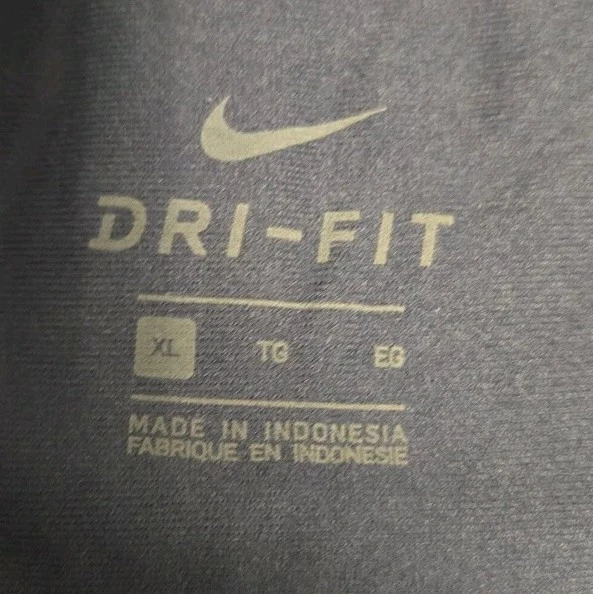 DRI-FIT
XL TG EG
MADE IN INDONESIA
FABRIQUE EN INDONESIE